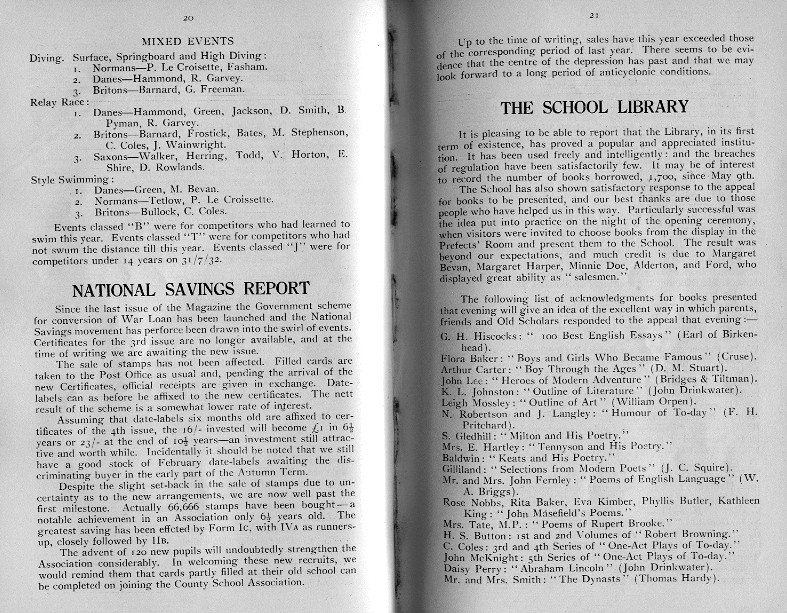 20
MIXED EVENTS
Diving. Surface, Springboard and High Diving:
1. Normans—P. Le Croisette, Fasham.
2. Danes—Hammond, R. Garvey.
3. Britons—Barnard, G. Freeman.
Relay Race:
1. Danes—Hammond, Green, Jackson, D. Smith, B.
Pyman, R. Garvey.
2. Britons—Barnard, Frostick, Bates, M. Stephenson,
C. Coles, J. Wainwright.
3. Saxons—Walker, Herring, Todd, V. Horton, E.
Shire, D. Rowlands.
Style Swimming:
1. Danes—Green, M. Bevan.
2. Normans—Tetlow, P. Le Croissette.
3. Britons—Bullock, C. Coles.
Events classed "B" were for competitors who had learned to
swim this year. Events classed "T" were for competitors who had
not swum the distance till this year. Events classed "J" were for
competitors under 14 years on 31/7/32.
NATIONAL SAVINGS REPORT
Since the last issue of the Magazine the Government scheme
for conversion of War Loan has been launched and the National
Savings movement has perforce been drawn into the swirl of events.
Certificates for the 3rd issue are no longer available, and at the
time of writing we are awaiting the new issue.
The sale of stamps has not been affected. Filled cards are
taken to the Post Office as usual and, pending the arrival of the
new Certificates, official receipts are given in exchange. Date-
labels can as before be affixed to the new certificates. The nett
result of the scheme is a somewhat lower rate of interest.
Assuming that date-labels six months old are affixed to cer-
tificates of the 4th issue, the 16/- invested will become £1 in 6½
years or 23/- at the end of 10½ years—an investment still attrac-
tive and worth while. Incidentally it should be noted that we still
have a good stock of February date-labels awaiting the dis-
criminating buyer in the early part of the Autumn Term.
Despite the slight set-back in the sale of stamps due to un-
certainty as to the new arrangements, we are now well past the
first milestone. Actually 66,666 stamps have been bought—a
notable achievement in an Association only 6½ years old. The
greatest saving has been effected by Form Ic, with IVA as runners-
up, closely followed by IIB.
The advent of 120 new pupils will undoubtedly strengthen the
Association considerably. In welcoming these new recruits, we
would remind them that cards partly filled at their old school can
be completed on joining the County School Association.
21
Up to the time of writing, sales have this year exceeded those
of the corresponding period of last year. There seems to be evi-
dence that the centre of the depression has past and that we may
look forward to a long period of anticyclonic conditions.
THE SCHOOL LIBRARY
It is pleasing to be able to report that the Library, in its first
term of existence, has proved a popular and appreciated institu-
tion. It has been used freely and intelligently: and the breaches
of regulation have been satisfactorily few. It may be of interest
to record the number of books borrowed, 1,700, since May 9th.
The School has also shown satisfactory response to the appeal
for books to be presented, and our best thanks are due to those
people who have helped us in this way. Particularly successful was
the idea put into practice on the night of the opening ceremony,
when visitors were invited to choose books from the display in the
Prefects' Room and present them to the School. The result was
beyond our expectations, and much credit is due to Margaret
Bevan, Margaret Harper, Minnie Doe, Alderton, and Ford, who
displayed great ability as "salesmen."
The following list of acknowledgments for books presented
that evening will give an idea of the excellent way in which parents,
friends and Old Scholars responded to the appeal that evening:—
G. H. Hiscocks: "100 Best English Essays" (Earl of Birken-
head).
Flora Baker: "Boys and Girls Who Became Famous" (Cruse).
Arthur Carter: "Boy Through the Ages" (D. M. Stuart).
John Lee: "Heroes of Modern Adventure" (Bridges & Tiltman).
K. L. Johnston: "Outline of Literature" (John Drinkwater).
Leigh Mossley: "Outline of Art" (William Orpen).
N. Robertson and J. Langley: "Humour of To-day" (F. H.
Pritchard).
S. Gledhill: "Milton and His Poetry."
Mrs. E. Hartley: "Tennyson and His Poetry."
Baldwin: "Keats and His Poetry."
Gilliland: "Selections from Modern Poets" (J. C. Squire).
Mr. and Mrs. John Fernley: "Poems of English Language" (W.
A. Briggs).
Rose Nobbs, Rita Baker, Eva Kimber, Phyllis Butler, Kathleen
King: "John Masefield's Poems."
Mrs. Tate, M.P.: "Poems of Rupert Brooke."
H. S. Button: 1st and 2nd Volumes of "Robert Browning."
C. Coles: 3rd and 4th Series of "One-Act Plays of To-day."
John McKnight: 5th Series of "One-Act Plays of To-day."
Daisy Perry: "Abraham Lincoln" (John Drinkwater).
Mr. and Mrs. Smith: "The Dynasts" (Thomas Hardy).